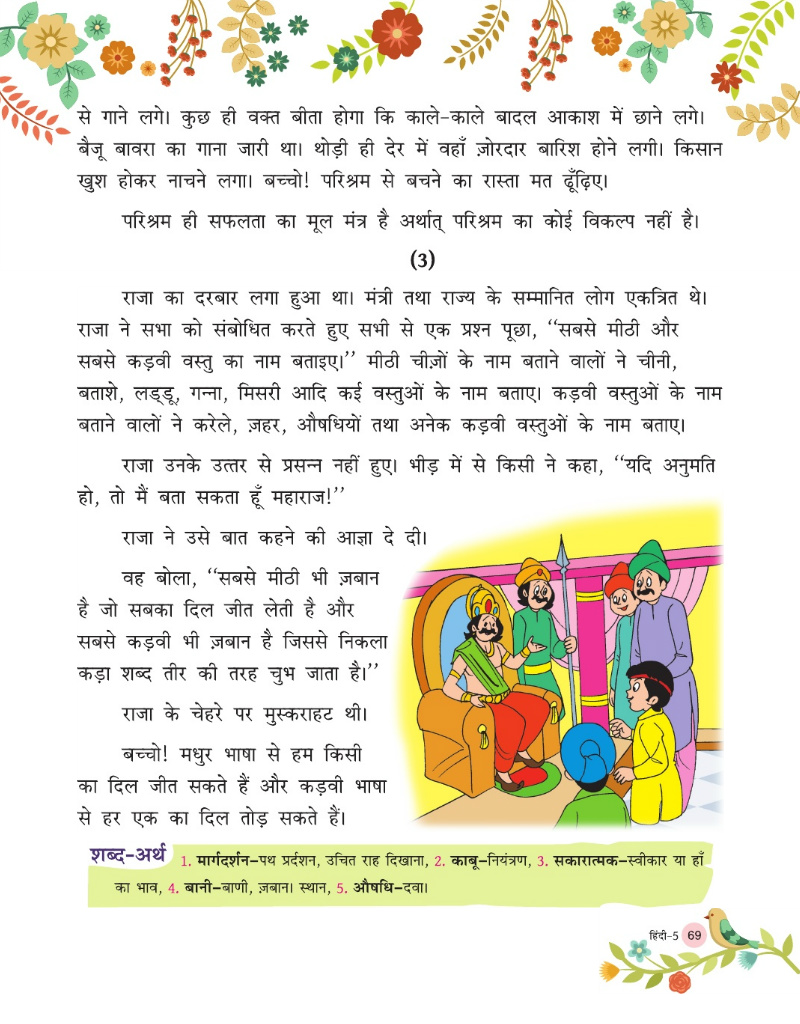 से गाने लगे। कुछ ही वक्त बीता होगा कि काले-काले बादल आकाश में छाने लगे।
बैजू बावरा का गाना जारी था। थोड़ी ही देर में वहाँ ज़ोरदार बारिश होने लगी। किसान
खुश होकर नाचने लगा। बच्चो! परिश्रम से बचने का रास्ता मत ढूँढ़िए।
परिश्रम ही सफलता का मूल मंत्र है अर्थात् परिश्रम का कोई विकल्प नहीं है।
(3)
राजा का दरबार लगा हुआ था। मंत्री तथा राज्य के सम्मानित लोग एकत्रित थे।
राजा ने सभा को संबोधित करते हुए सभी से एक प्रश्न पूछा, ‘‘सबसे मीठी और
सबसे कड़वी वस्तु का नाम बताइए।’’ मीठी चीज़ों के नाम बताने वालों ने चीनी,
बताशे, लड्डू, गन्ना, मिसरी आदि कई वस्तुओं के नाम बताए। कड़वी वस्तुओं के नाम
बताने वालों ने करेले, ज़हर, औषधियों तथा अनेक कड़वी वस्तुओं के नाम बताए।
राजा उनके उत्तर से प्रसन्न नहीं हुए। भीड़ में से किसी ने कहा, ‘‘यदि अनुमति
हो, तो मैं बता सकता हूँ महाराज!’’
राजा ने उसे बात कहने की आज्ञा दे दी।
वह बोला, ‘‘सबसे मीठी भी ज़बान
है जो सबका दिल जीत लेती है और
सबसे कड़वी भी ज़बान है जिससे निकला
कड़ा शब्द तीर की तरह चुभ जाता है।’’
राजा के चेहरे पर मुस्कराहट थी।
बच्चो! मधुर भाषा से हम किसी
का दिल जीत सकते हैं और कड़वी भाषा
से हर एक का दिल तोड़ सकते हैं।
शब्द-अर्थ 1. मार्गदर्शन–पथ प्रर्दशन, उचित राह दिखाना, 2. काबू–नियंत्रण, 3. सकारात्मक–स्वीकार या हाँ
का भाव, 4. बानी–बाणी, ज़बान। स्थान, 5. औषधि–दवा।
हिंदी-5 69